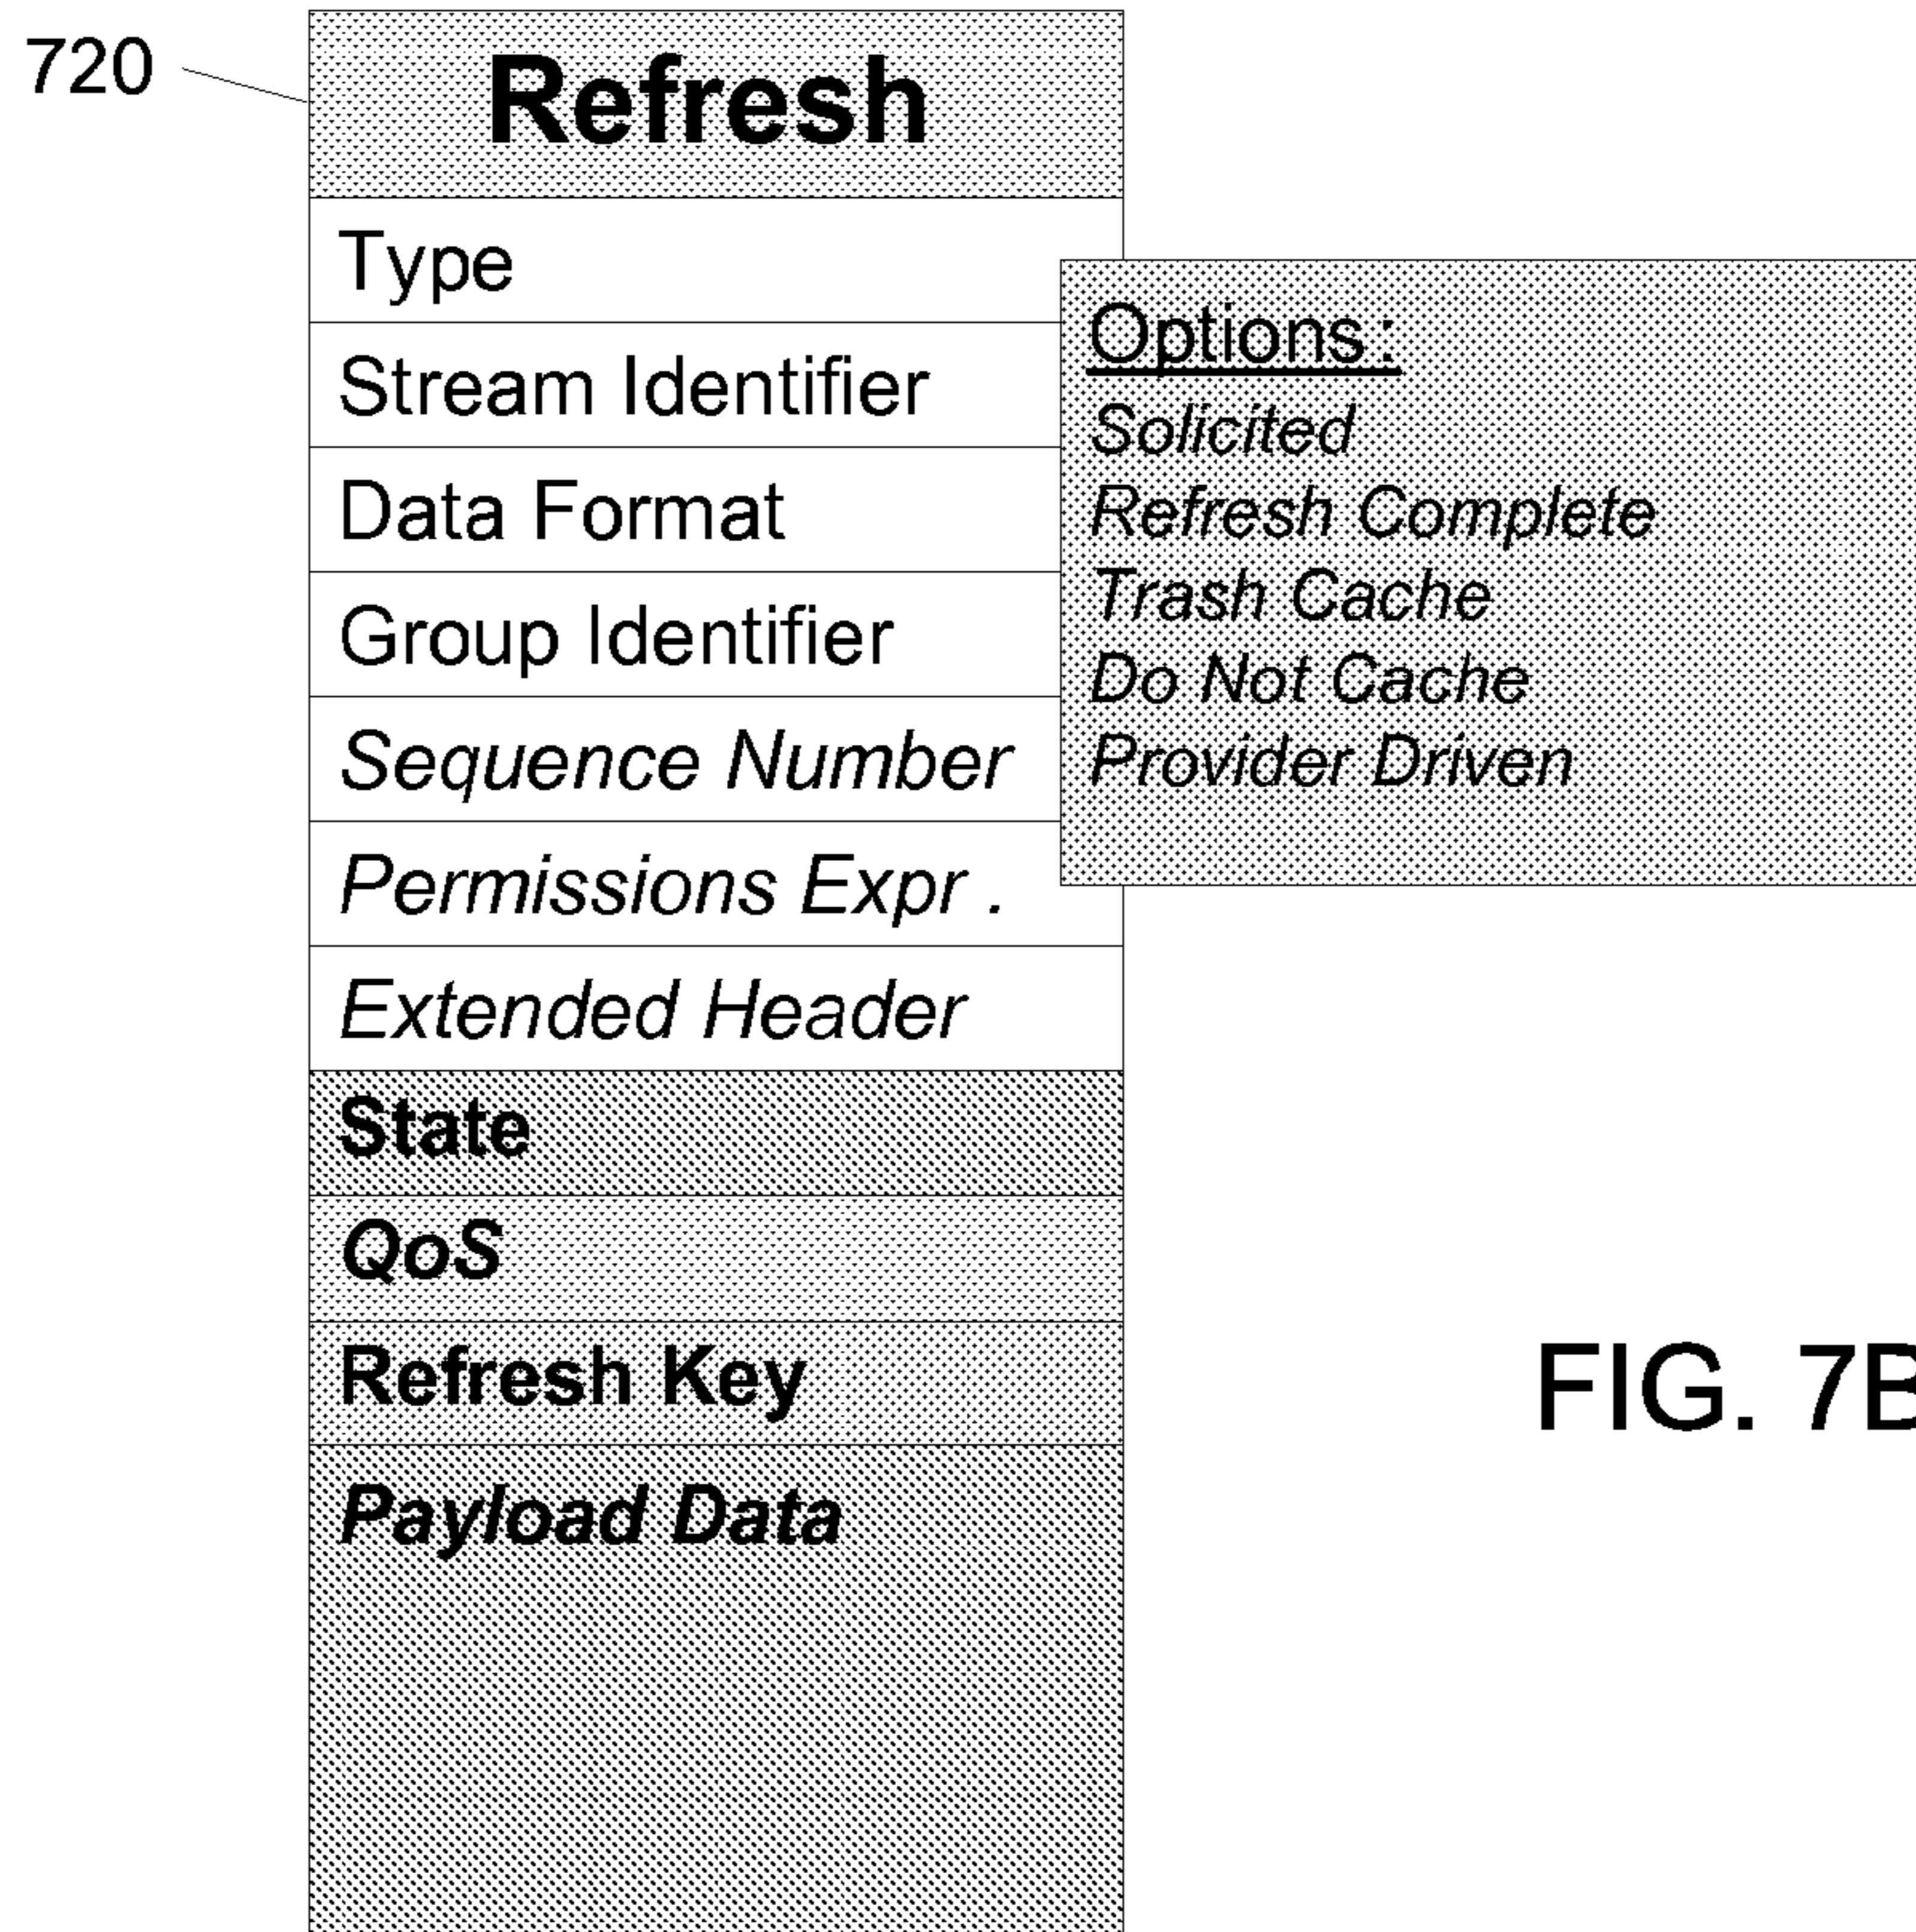 720
Refresh
Type
Stream Identifier
Data Format
Group Identifier
Sequence Number
Permissions Expr .
Extended Header
State
QoS
Refresh Key
Payload Data
Options :
Solicited
Refresh Complete
Trash Cache
Do Not Cache
Provider Driven
FIG. 7B